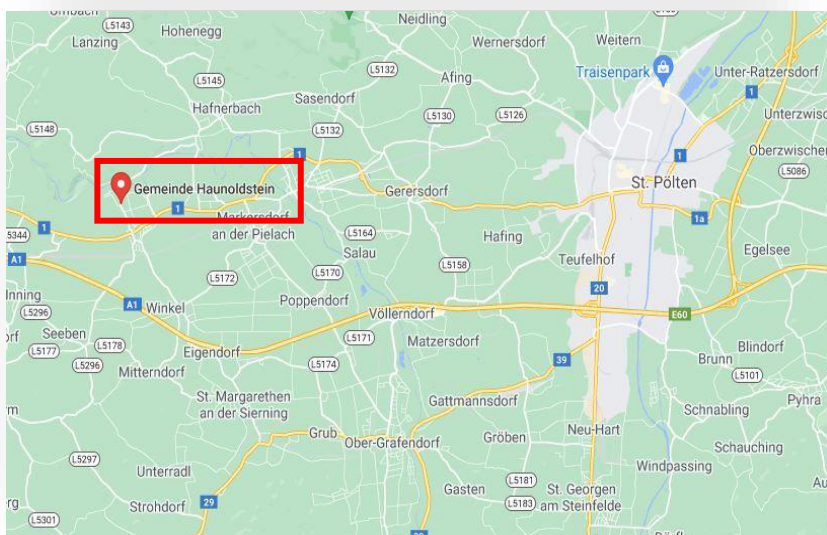 L5143
Hohenegg
Lanzing
Neidling
Wernersdorf
Weitern
L5132
Afing
Traisenpark
Unter-Ratzersdorf
L5145
Sasendorf
Hafnerbach
L5130
L5126
1
L5132
L5148
1
1
St. Pölten
L5086
Gemeinde Haunoldstein
Gerersdorf
1
1a
Markersdorf
an der Pielach
L5164
Hafing
1
5344
Salau
Egelsee
A1
Teufelhof
L5172
L5170
L5158
20
Inning
Poppendorf
A1
Winkel
L5296
Völlerndorf
E60
Seeben
L5177
L5178
L5171
Matzersdorf
Blindorf
Eigendorf
39
Brunn
L5296
Mitterndorf
L5174
L5101
St. Margarethen
an der Sierning
Gattmannsdorf
Pyhra
Schnabling
Neu-Hart
Grub
Ober-Grafendorf
Gröben
Schauching
L5297
Windpassing
Unterradl
L5181
Gasten
St. Georgen
am Steinfelde
L5183
29
Strohdorf
L5301